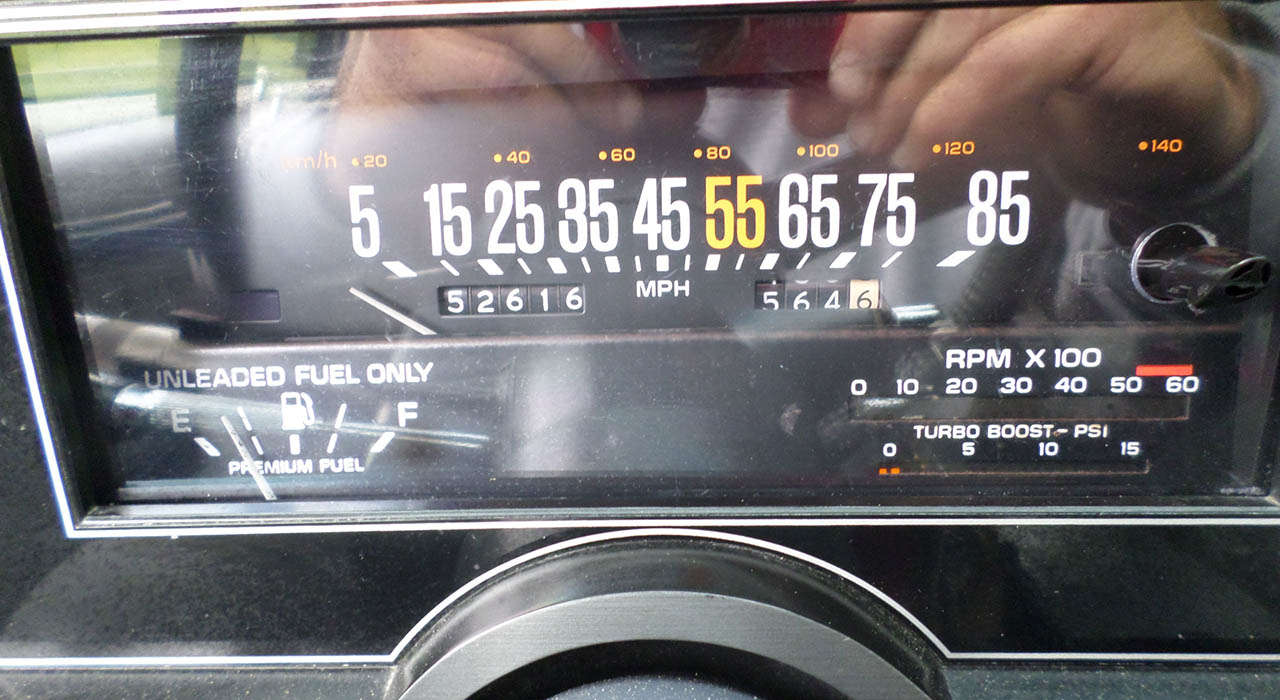 km/h 20 40 60 80 100 120 140
5 15 25 35 45 55 65 75 85
52616 MPH 5646
UNLEADED FUEL ONLY
E F
PREMIUM FUEL
RPM X 100
0 10 20 30 40 50 60
TURBO BOOST - PSI
0 5 10 15